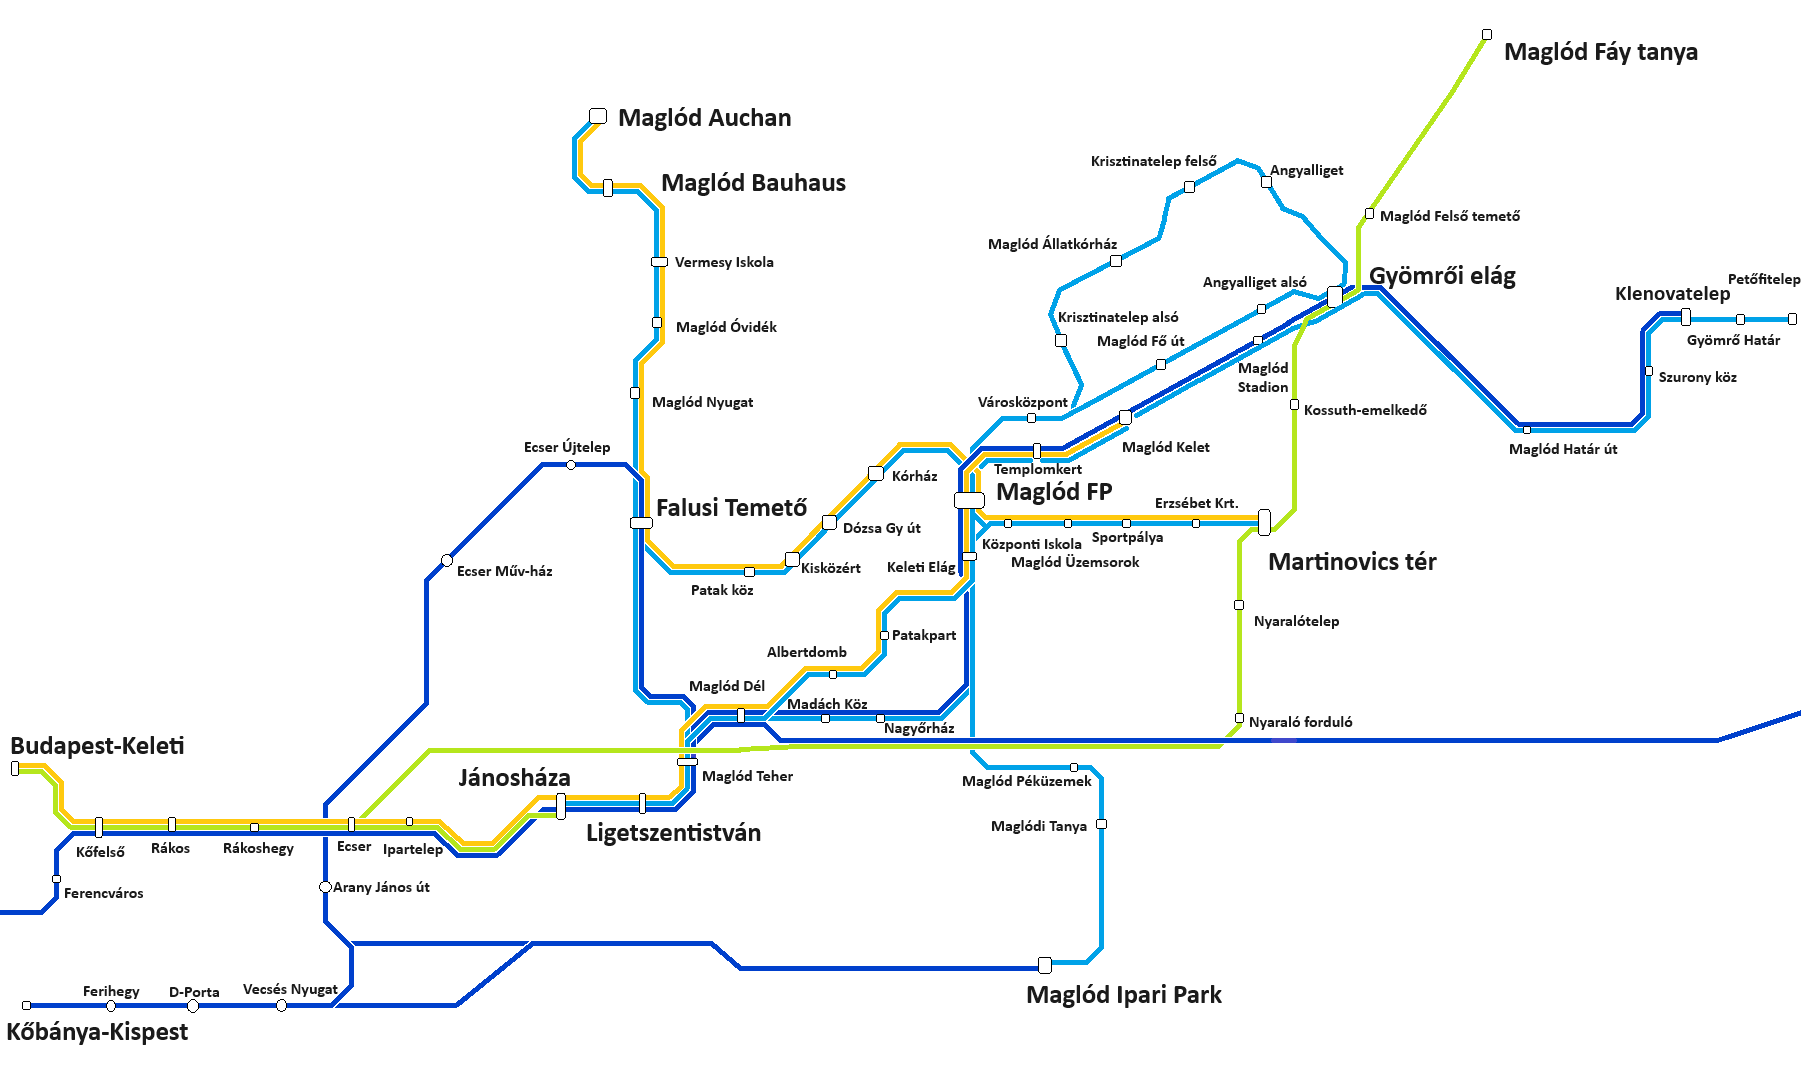 Maglód Fáy tanya
Maglód Auchan
Krisztinatelep felső
Angyalliget
Maglód Bauhaus
Maglód Felső temető
Maglód Állatkórház
Vermesy Iskola
Gyömrői elág
Angyalliget alsó
Petőfitelep
Klenovatelep
Krisztinatelep alsó
Maglód Óvidék
Maglód Fő út
Gyömrő Határ
Maglód
Stadion
Szurony köz
Maglód Nyugat
Városközpont
Kossuth-emelkedő
Ecser Újtelep
Maglód Kelet
Maglód Határ út
Templomkert
Kórház
Maglód FP
Falusi Temető
Erzsébet Krt.
Dózsa Gy út
Sportpálya
Központi Iskola
Maglód Üzemsorok
Martinovics tér
Ecser Műv-ház
Kisközért
Keleti Elág
Patak köz
Nyaralótelep
Patakpart
Albertdomb
Maglód Dél
Madách Köz
Nagyőrház
Nyaraló forduló
Budapest-Keleti
Jánosháza
Maglód Teher
Maglód Péküzemek
Ligetszentistván
Maglódi Tanya
Kőfelső
Rákos
Rákoshegy
Ecser
Ipartelep
Ferencváros
Arany János út
Ferihegy
D-Porta
Vecsés Nyugat
Maglód Ipari Park
Kőbánya-Kispest